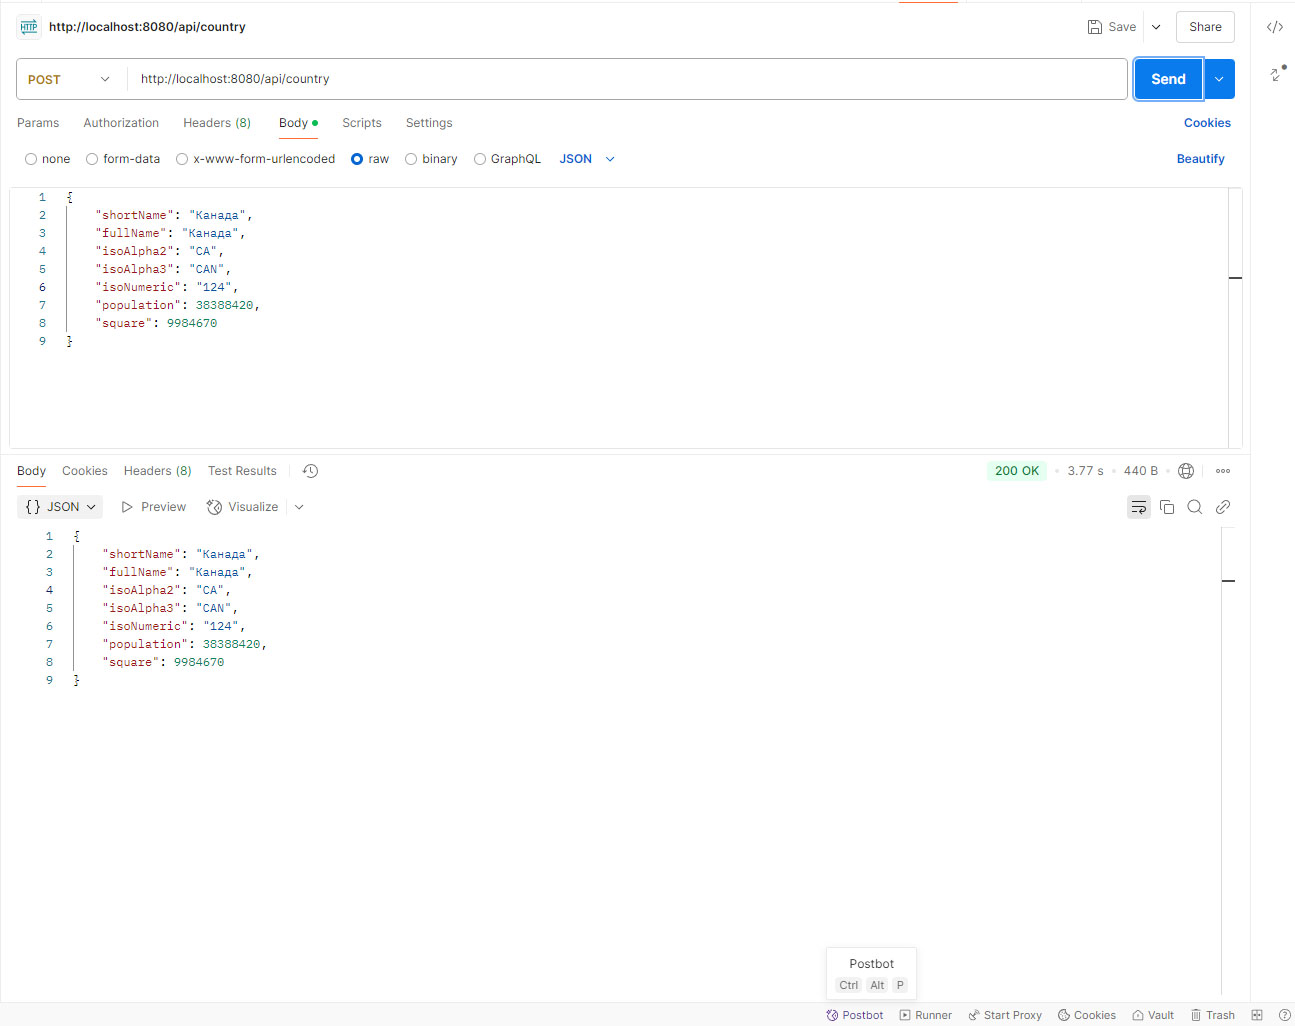 HTTP http://localhost:8080/api/country Save Share
POST http://localhost:8080/api/country Send
Params Authorization Headers (8) Body Scripts Settings Cookies
none form-data x-www-form-urlencoded raw binary GraphQL JSON Beautify
1 {
2 "shortName": "Канада",
3 "fullName": "Канада",
4 "isoAlpha2": "CA",
5 "isoAlpha3": "CAN",
6 "isoNumeric": "124",
7 "population": 38388420,
8 "square": 9984670
9 }
Body Cookies Headers (8) Test Results 200 OK • 3.77 s • 440 B •
{} JSON Preview Visualize
1 {
2 "shortName": "Канада",
3 "fullName": "Канада",
4 "isoAlpha2": "CA",
5 "isoAlpha3": "CAN",
6 "isoNumeric": "124",
7 "population": 38388420,
8 "square": 9984670
9 }
Postbot
Ctrl Alt P
Postbot Runner Start Proxy Cookies Vault Trash